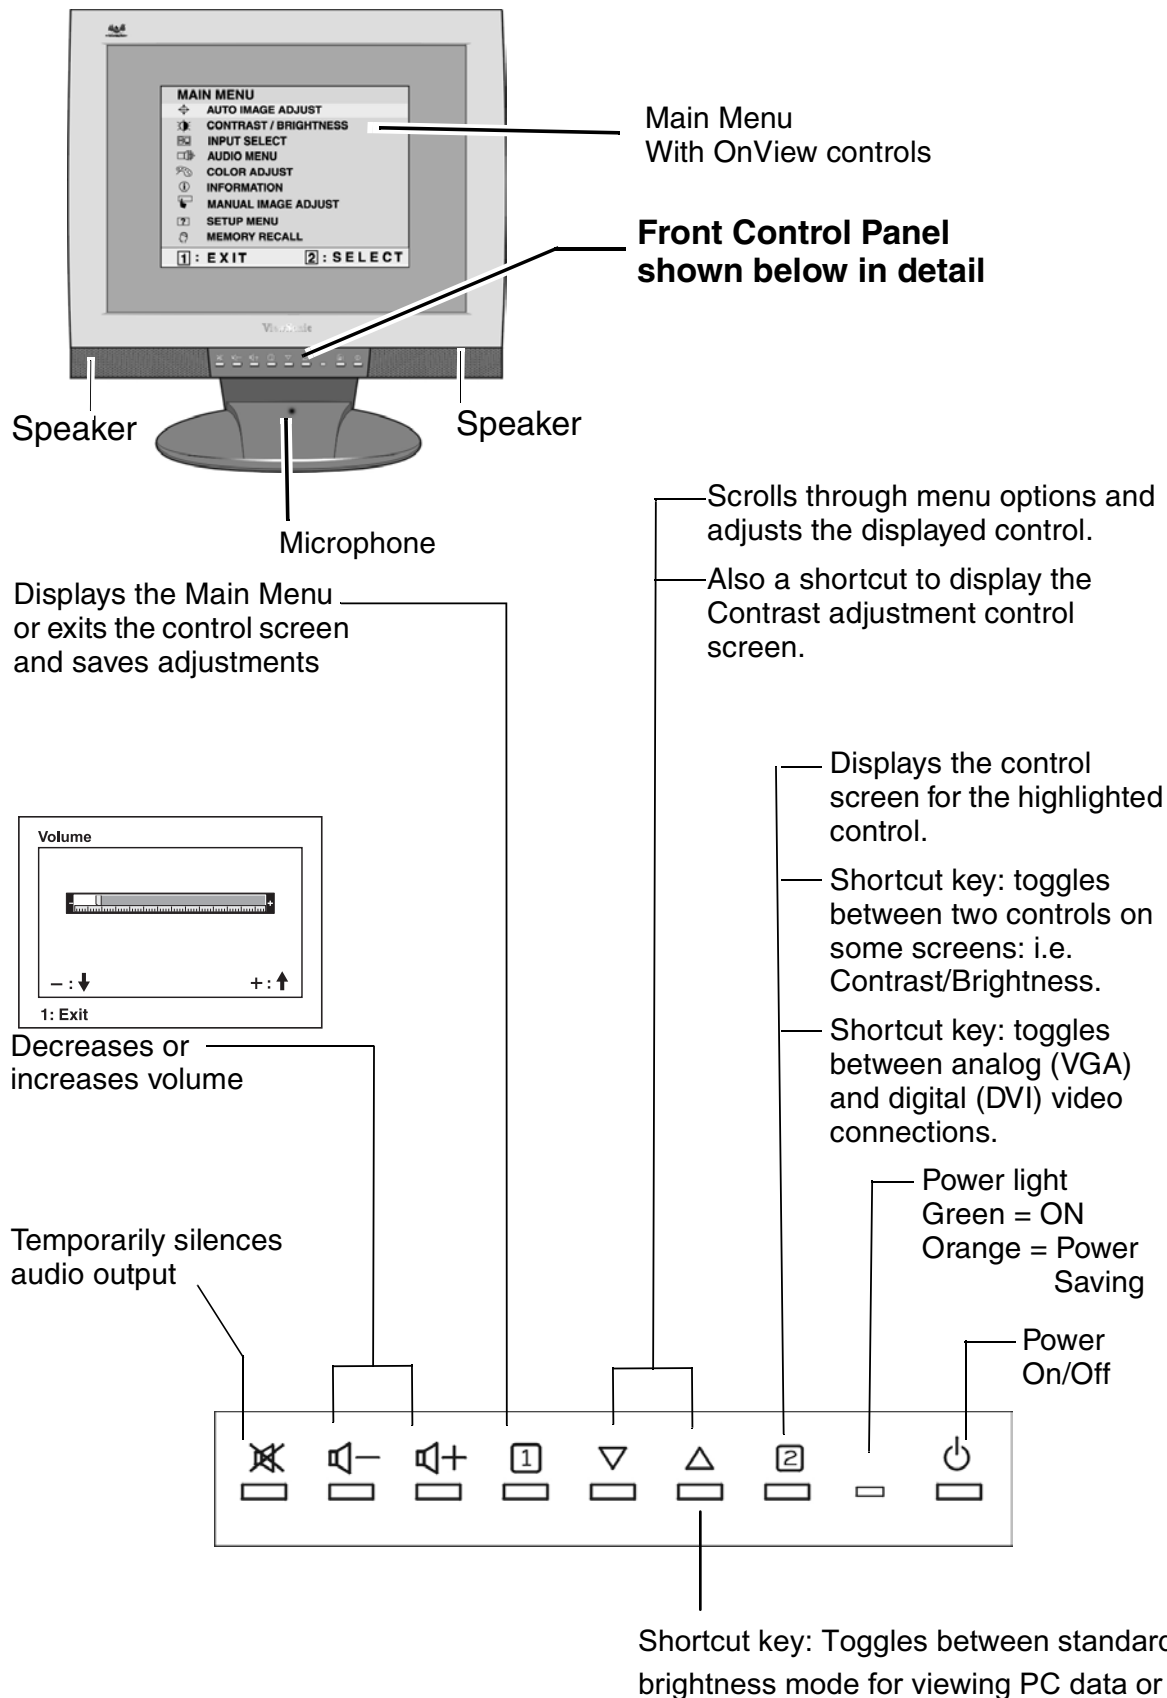 MAIN MENU
AUTO IMAGE ADJUST
CONTRAST / BRIGHTNESS
INPUT SELECT
AUDIO MENU
COLOR ADJUST
INFORMATION
MANUAL IMAGE ADJUST
SETUP MENU
MEMORY RECALL
1 : EXIT 2 : SELECT
ViewSonic
Main Menu
With OnView controls
Front Control Panel
shown below in detail
Speaker
Speaker
Microphone
Scrolls through menu options and
adjusts the displayed control.
Also a shortcut to display the
Contrast adjustment control
screen.
Displays the Main Menu
or exits the control screen
and saves adjustments
Displays the control
screen for the highlighted
control.
Shortcut key: toggles
between two controls on
some screens: i.e.
Contrast/Brightness.
Shortcut key: toggles
between analog (VGA)
and digital (DVI) video
connections.
Volume
- +
– : ↓ + : ↑
1: Exit
Decreases or
increases volume
Power light
Green = ON
Orange = Power
Saving
Temporarily silences
audio output
Power
On/Off
1 2
Shortcut key: Toggles between standard
brightness mode for viewing PC data or